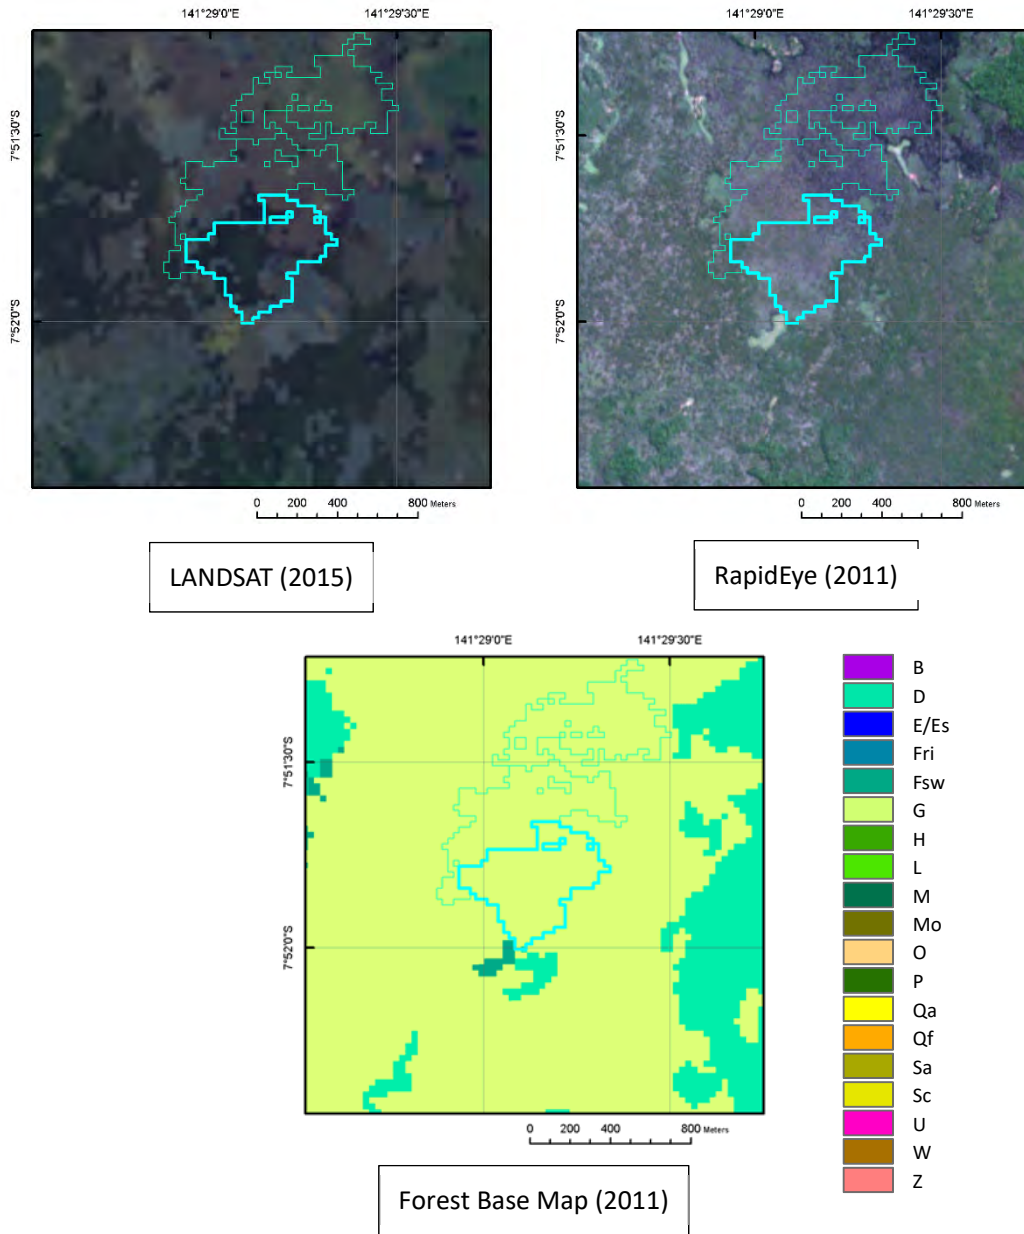 141°29'0"E 141°29'30"E
141°29'0"E 141°29'30"E
7°51'30"S
7°52'0"S
7°51'30"S
7°52'0"S
0 200 400 800 Meters
0 200 400 800 Meters
LANDSAT (2015)
RapidEye (2011)
141°29'0"E 141°29'30"E
7°51'30"S
7°52'0"S
0 200 400 800 Meters
Forest Base Map (2011)
B
D
E/Es
Fri
Fsw
G
H
L
M
Mo
O
P
Qa
Qf
Sa
Sc
U
W
Z